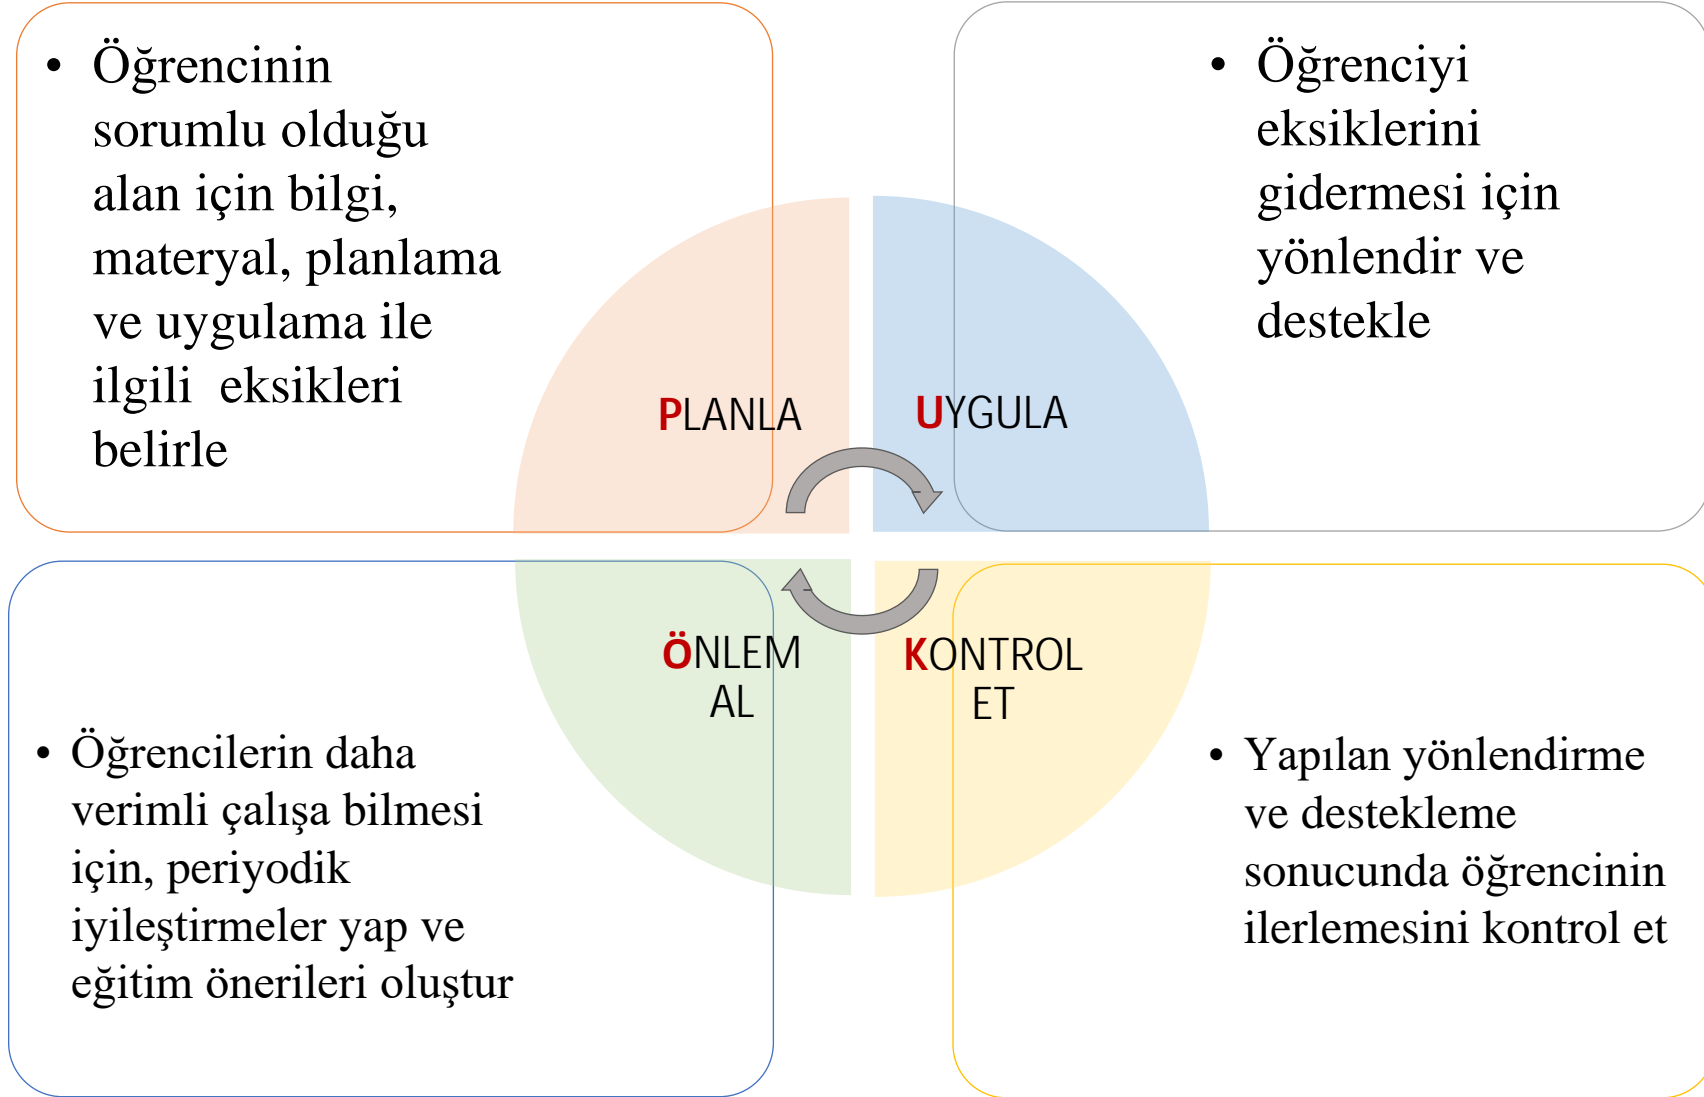 • Öğrencinin
sorumlu olduğu
alan için bilgi,
materyal, planlama
ve uygulama ile
ilgili  eksikleri
belirle
• Öğrenciyi
eksiklerini
gidermesi için
yönlendir ve
destekle
PLANLA
UYGULA
ÖNLEM
AL
KONTROL
ET
• Öğrencilerin daha
verimli çalışa bilmesi
için, periyodik
iyileştirmeler yap ve
eğitim önerileri oluştur
• Yapılan yönlendirme
ve destekleme
sonucunda öğrencinin
ilerlemesini kontrol et